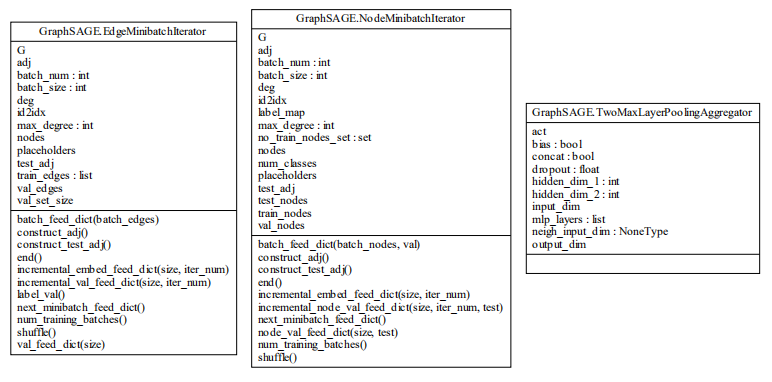 GraphSAGE.EdgeMinibatchIterator
G
adj
batch_num : int
batch_size : int
deg
id2idx
max_degree : int
nodes
placeholders
test_adj
train_edges : list
val_edges
val_set_size
batch_feed_dict(batch_edges)
construct_adj()
construct_test_adj()
end()
incremental_embed_feed_dict(size, iter_num)
incremental_val_feed_dict(size, iter_num)
label_val()
next_minibatch_feed_dict()
num_training_batches()
shuffle()
val_feed_dict(size)
GraphSAGE.NodeMinibatchIterator
G
adj
batch_num : int
batch_size : int
deg
id2idx
label_map
max_degree : int
no_train_nodes_set : set
nodes
num_classes
placeholders
test_adj
test_nodes
train_nodes
val_nodes
batch_feed_dict(batch_nodes, val)
construct_adj()
construct_test_adj()
end()
incremental_embed_feed_dict(size, iter_num)
incremental_node_val_feed_dict(size, iter_num, test)
next_minibatch_feed_dict()
node_val_feed_dict(size, test)
num_training_batches()
shuffle()
GraphSAGE.TwoMaxLayerPoolingAggregator
act
bias : bool
concat : bool
dropout : float
hidden_dim_1 : int
hidden_dim_2 : int
input_dim
mlp_layers : list
neigh_input_dim : NoneType
output_dim